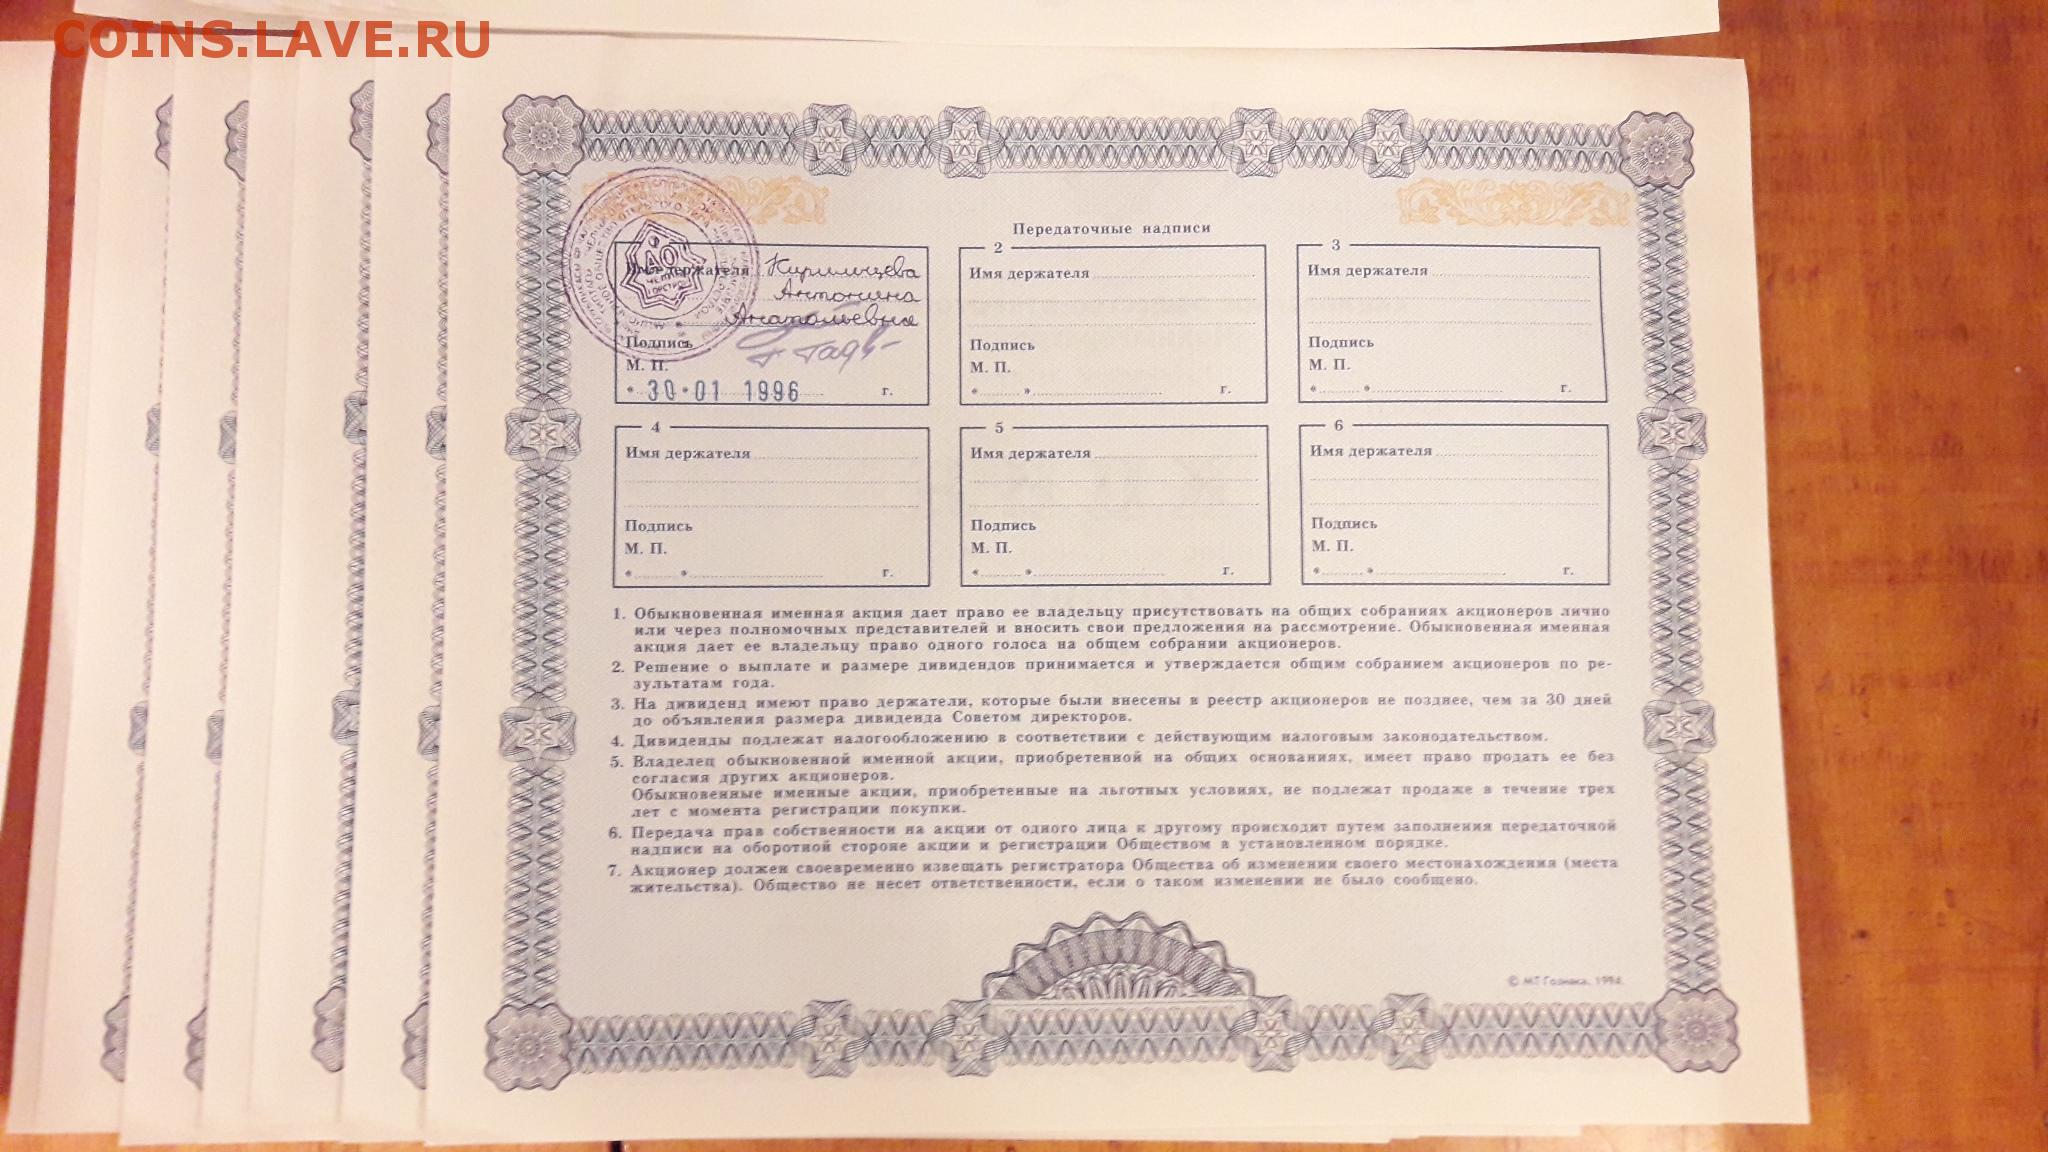 COINS.LAVE.RU
Передаточные надписи
Имя держателя Кирильцева
Антонина
Анатольевна
АО
ЧЕЛНЫ
ГОРСТРОЙ
Подпись
М. П.
« 30 » 01 1996 г.
2
Имя держателя
Подпись
М. П.
« » г.
3
Имя держателя
Подпись
М. П.
« » г.
4
Имя держателя
Подпись
М. П.
« » г.
5
Имя держателя
Подпись
М. П.
« » г.
6
Имя держателя
Подпись
М. П.
« » г.
1. Обыкновенная именная акция дает право ее владельцу присутствовать на общих собраниях акционеров лично
или через полномочных представителей и вносить свои предложения на рассмотрение. Обыкновенная именная
акция дает ее владельцу право одного голоса на общем собрании акционеров.
2. Решение о выплате и размере дивидендов принимается и утверждается общим собранием акционеров по ре-
зультатам года.
3. На дивиденд имеют право держатели, которые были внесены в реестр акционеров не позднее, чем за 30 дней
до объявления размера дивиденда Советом директоров.
4. Дивиденды подлежат налогообложению в соответствии с действующим налоговым законодательством.
5. Владелец обыкновенной именной акции, приобретенной на общих основаниях, имеет право продать ее без
согласия других акционеров.
Обыкновенные именные акции, приобретенные на льготных условиях, не подлежат продаже в течение трех
лет с момента регистрации покупки.
6. Передача прав собственности на акции от одного лица к другому происходит путем заполнения передаточной
надписи на оборотной стороне акции и регистрации Обществом в установленном порядке.
7. Акционер должен своевременно извещать регистратора Общества об изменении своего местонахождения (места
жительства). Общество не несет ответственности, если о таком изменении не было сообщено.
© МТ Гознака. 1994.